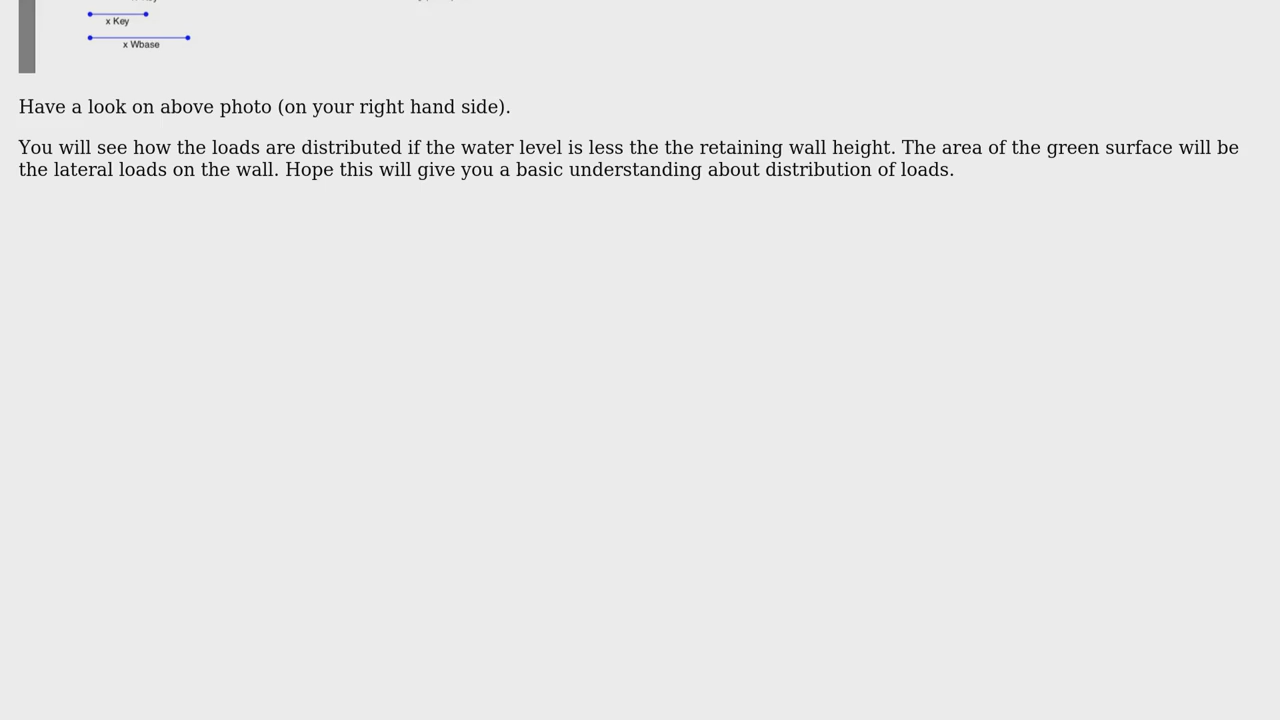 x Key
x Wbase
Have a look on above photo (on your right hand side).
You will see how the loads are distributed if the water level is less the the retaining wall height. The area of the green surface will be
the lateral loads on the wall. Hope this will give you a basic understanding about distribution of loads.